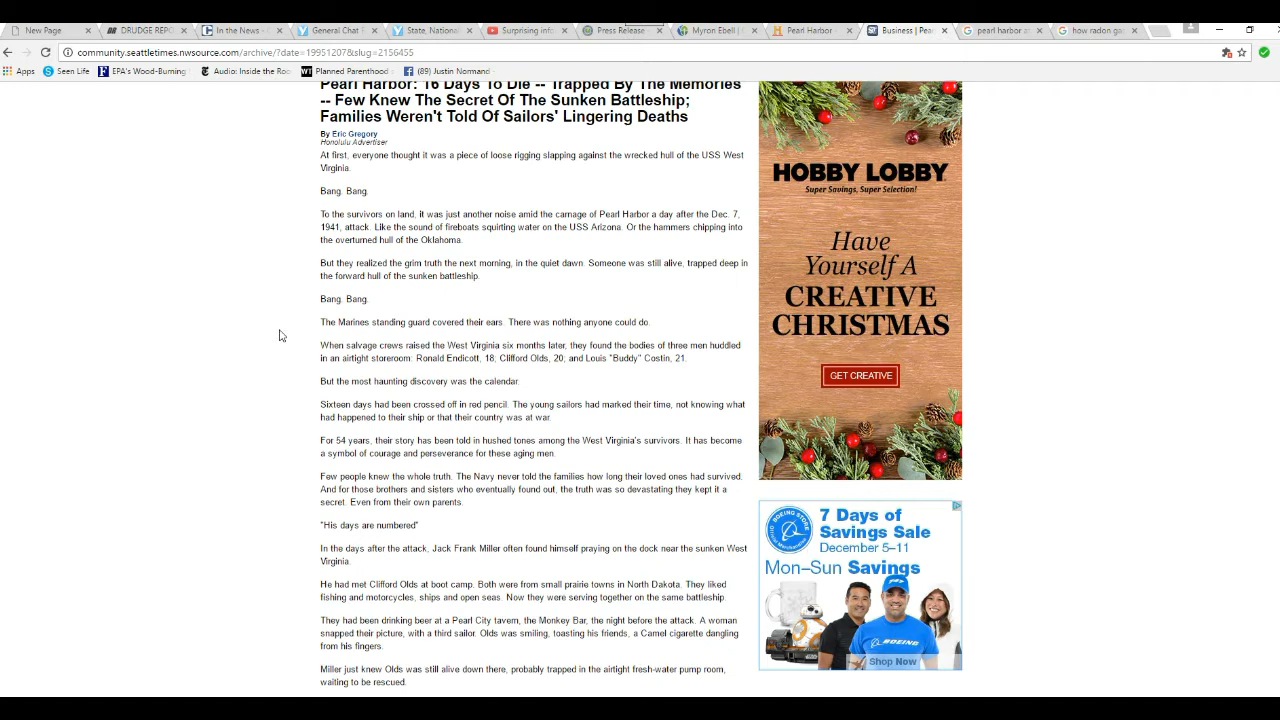 New Page
DRUDGE REPO
In the News -
General Chat
State, National
Surprising info
Press Release -
Myron Ebell |
Pearl Harbor
Business | Pea
pearl harbor a
how radon ga
community.seattletimes.nwsource.com/archive/?date=19951207&slug=2156455
Apps
Seen Life
EPA's Wood-Burning
Audio: Inside the Roo
Planned Parenthood
(89) Justin Normand
Pearl Harbor: 16 Days To Die -- Trapped By The Memories
-- Few Knew The Secret Of The Sunken Battleship;
Families Weren't Told Of Sailors' Lingering Deaths
By Eric Gregory
Honolulu Advertiser
At first, everyone thought it was a piece of loose rigging slapping against the wrecked hull of the USS West
Virginia.
Bang. Bang.
To the survivors on land, it was just another noise amid the carnage of Pearl Harbor a day after the Dec. 7,
1941, attack. Like the sound of fireboats squirting water on the USS Arizona. Or the hammers chipping into
the overturned hull of the Oklahoma.
But they realized the grim truth the next morning, in the quiet dawn. Someone was still alive, trapped deep in
the forward hull of the sunken battleship.
Bang. Bang.
The Marines standing guard covered their ears. There was nothing anyone could do.
When salvage crews raised the West Virginia six months later, they found the bodies of three men huddled
in an airtight storeroom: Ronald Endicott, 18; Clifford Olds, 20; and Louis "Buddy" Costin, 21.
But the most haunting discovery was the calendar.
Sixteen days had been crossed off in red pencil. The young sailors had marked their time, not knowing what
had happened to their ship or that their country was at war.
For 54 years, their story has been told in hushed tones among the West Virginia's survivors. It has become
a symbol of courage and perseverance for these aging men.
Few people knew the whole truth. The Navy never told the families how long their loved ones had survived.
And for those brothers and sisters who eventually found out, the truth was so devastating they kept it a
secret. Even from their own parents.
"His days are numbered"
In the days after the attack, Jack Frank Miller often found himself praying on the dock near the sunken West
Virginia.
He had met Clifford Olds at boot camp. Both were from small prairie towns in North Dakota. They liked
fishing and motorcycles, ships and open seas. Now they were serving together on the same battleship.
They had been drinking beer at a Pearl City tavern, the Monkey Bar, the night before the attack. A woman
snapped their picture, with a third sailor. Olds was smiling, toasting his friends, a Camel cigarette dangling
from his fingers.
Miller just knew Olds was still alive down there, probably trapped in the airtight fresh-water pump room,
waiting to be rescued.
HOBBY LOBBY
Super Savings, Super Selection!
Have
Yourself A
CREATIVE
CHRISTMAS
GET CREATIVE
BOEING STORE
7 Days of
Savings Sale
December 5–11
Mon–Sun Savings
BOEING
Shop Now